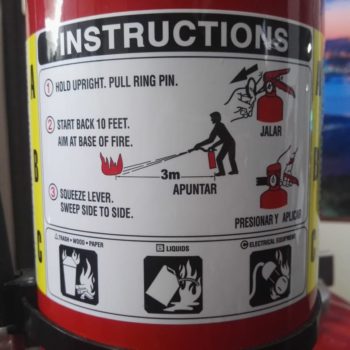 INSTRUCTIONS
1 HOLD UPRIGHT. PULL RING PIN.
JALAR
2 START BACK 10 FEET.
AIM AT BASE OF FIRE.
3m
APUNTAR
3 SQUEEZE LEVER.
SWEEP SIDE TO SIDE.
PRESIONAR Y APLICAR
A TRASH • WOOD • PAPER
B LIQUIDS
C ELECTRICAL EQUIPMENT
A
B
C
A
B
C